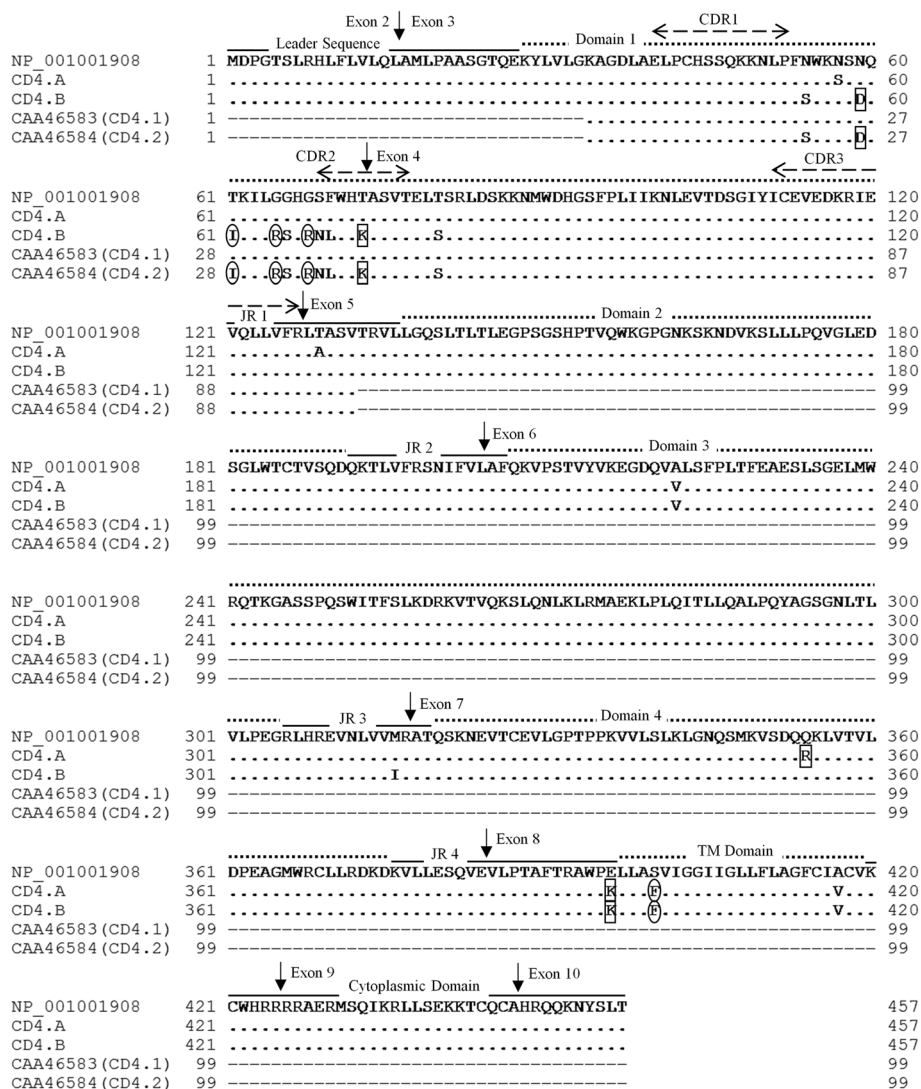 Exon 2 Exon 3
Leader Sequence Domain 1 CDR1
NP_001001908 1 MDPGTSLRHLFLVLQLAMLPAASGTQEKYLVLGKAGDLAELPCHSSQKKNLPFNWKNSNQ 60
CD4.A 1 ........................................................S... 60
CD4.B 1 .....................................................S....D. 60
CAA46583(CD4.1) 1 ---------------------------------........................... 27
CAA46584(CD4.2) 1 ---------------------------------....................S....D. 27
CDR2 Exon 4 CDR3
NP_001001908 61 TKILGGHGSFWHTASVTELTSRLDSKKNMWDHGSFPLIIKNLEVTDSGIYICEVEDKRIE 120
CD4.A 61 ............................................................ 120
CD4.B 61 I...RS.RNL..K......S........................................ 120
CAA46583(CD4.1) 28 ............................................................ 87
CAA46584(CD4.2) 28 I...RS.RNL..K......S........................................ 87
JR 1 Exon 5 Domain 2
NP_001001908 121 VQLLVFRLTASVTRVLLGQSLTLTLEGPSGSHPTVQWKGPGNKSKNDVKSLLLPQVGLED 180
CD4.A 121 ........A................................................... 180
CD4.B 121 ............................................................ 180
CAA46583(CD4.1) 88 ............------------------------------------------------ 99
CAA46584(CD4.2) 88 ............------------------------------------------------ 99
JR 2 Exon 6 Domain 3
NP_001001908 181 SGLWTCTVSQDQKTLVFRSNIFVLAFQKVPSTVYVKEGDQVALSFPLTFEAESLSGELMW 240
CD4.A 181 .........................................V.................. 240
CD4.B 181 .........................................V.................. 240
CAA46583(CD4.1) 99 ------------------------------------------------------------ 99
CAA46584(CD4.2) 99 ------------------------------------------------------------ 99
NP_001001908 241 RQTKGASSPQSWITFSLKDRKVTVQKSLQNLKLRMAEKLPLQITLLQALPQYAGSGNLTL 300
CD4.A 241 ............................................................ 300
CD4.B 241 ............................................................ 300
CAA46583(CD4.1) 99 ------------------------------------------------------------ 99
CAA46584(CD4.2) 99 ------------------------------------------------------------ 99
JR 3 Exon 7 Domain 4
NP_001001908 301 VLPEGRLHREVNLVVMRATQSKNEVTCEVLGPTPPKVVLSLKLGNQSMKVSDQQKLVTVL 360
CD4.A 301 .....................................................R...... 360
CD4.B 301 ...............I............................................ 360
CAA46583(CD4.1) 99 ------------------------------------------------------------ 99
CAA46584(CD4.2) 99 ------------------------------------------------------------ 99
JR 4 Exon 8 TM Domain
NP_001001908 361 DPEAGMWRCLLRDKDKVLLESQVEVLPTAFTRAWPELLASVIGGIIGLLFLAGFCIACVK 420
CD4.A 361 ...................................K...F................V... 420
CD4.B 361 ...................................K...F................V... 420
CAA46583(CD4.1) 99 ------------------------------------------------------------ 99
CAA46584(CD4.2) 99 ------------------------------------------------------------ 99
Exon 9 Cytoplasmic Domain Exon 10
NP_001001908 421 CWHRRRRAERMSQIKRLLSEKKTCQCAHRQQKNYSLT 457
CD4.A 421 ..................................... 457
CD4.B 421 ..................................... 457
CAA46583(CD4.1) 99 ------------------------------------- 99
CAA46584(CD4.2) 99 ------------------------------------- 99